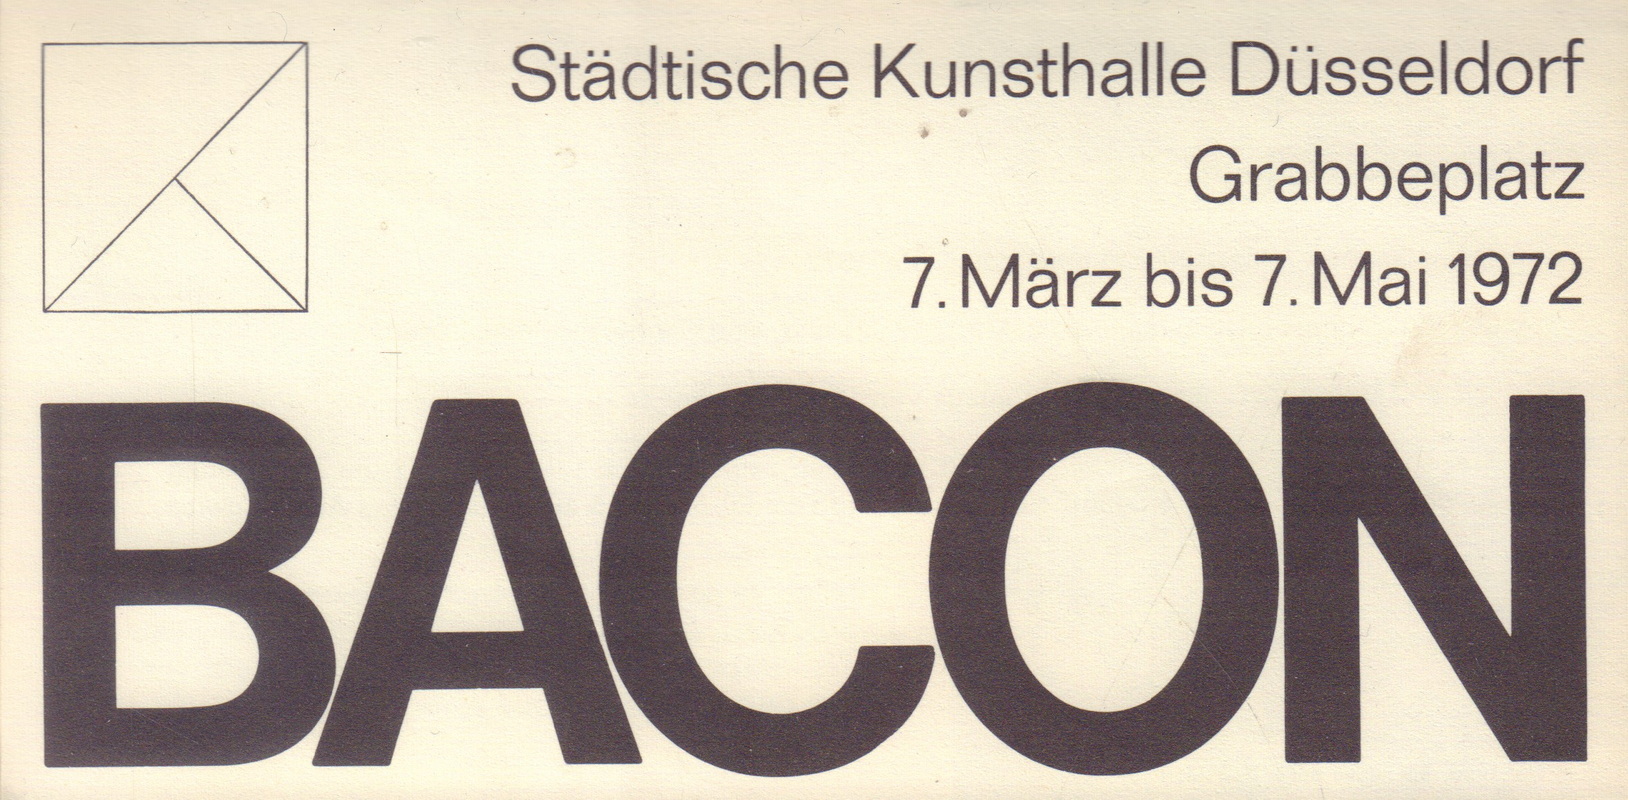 Städtische Kunsthalle Düsseldorf
Grabbeplatz
7. März bis 7. Mai 1972
BACON